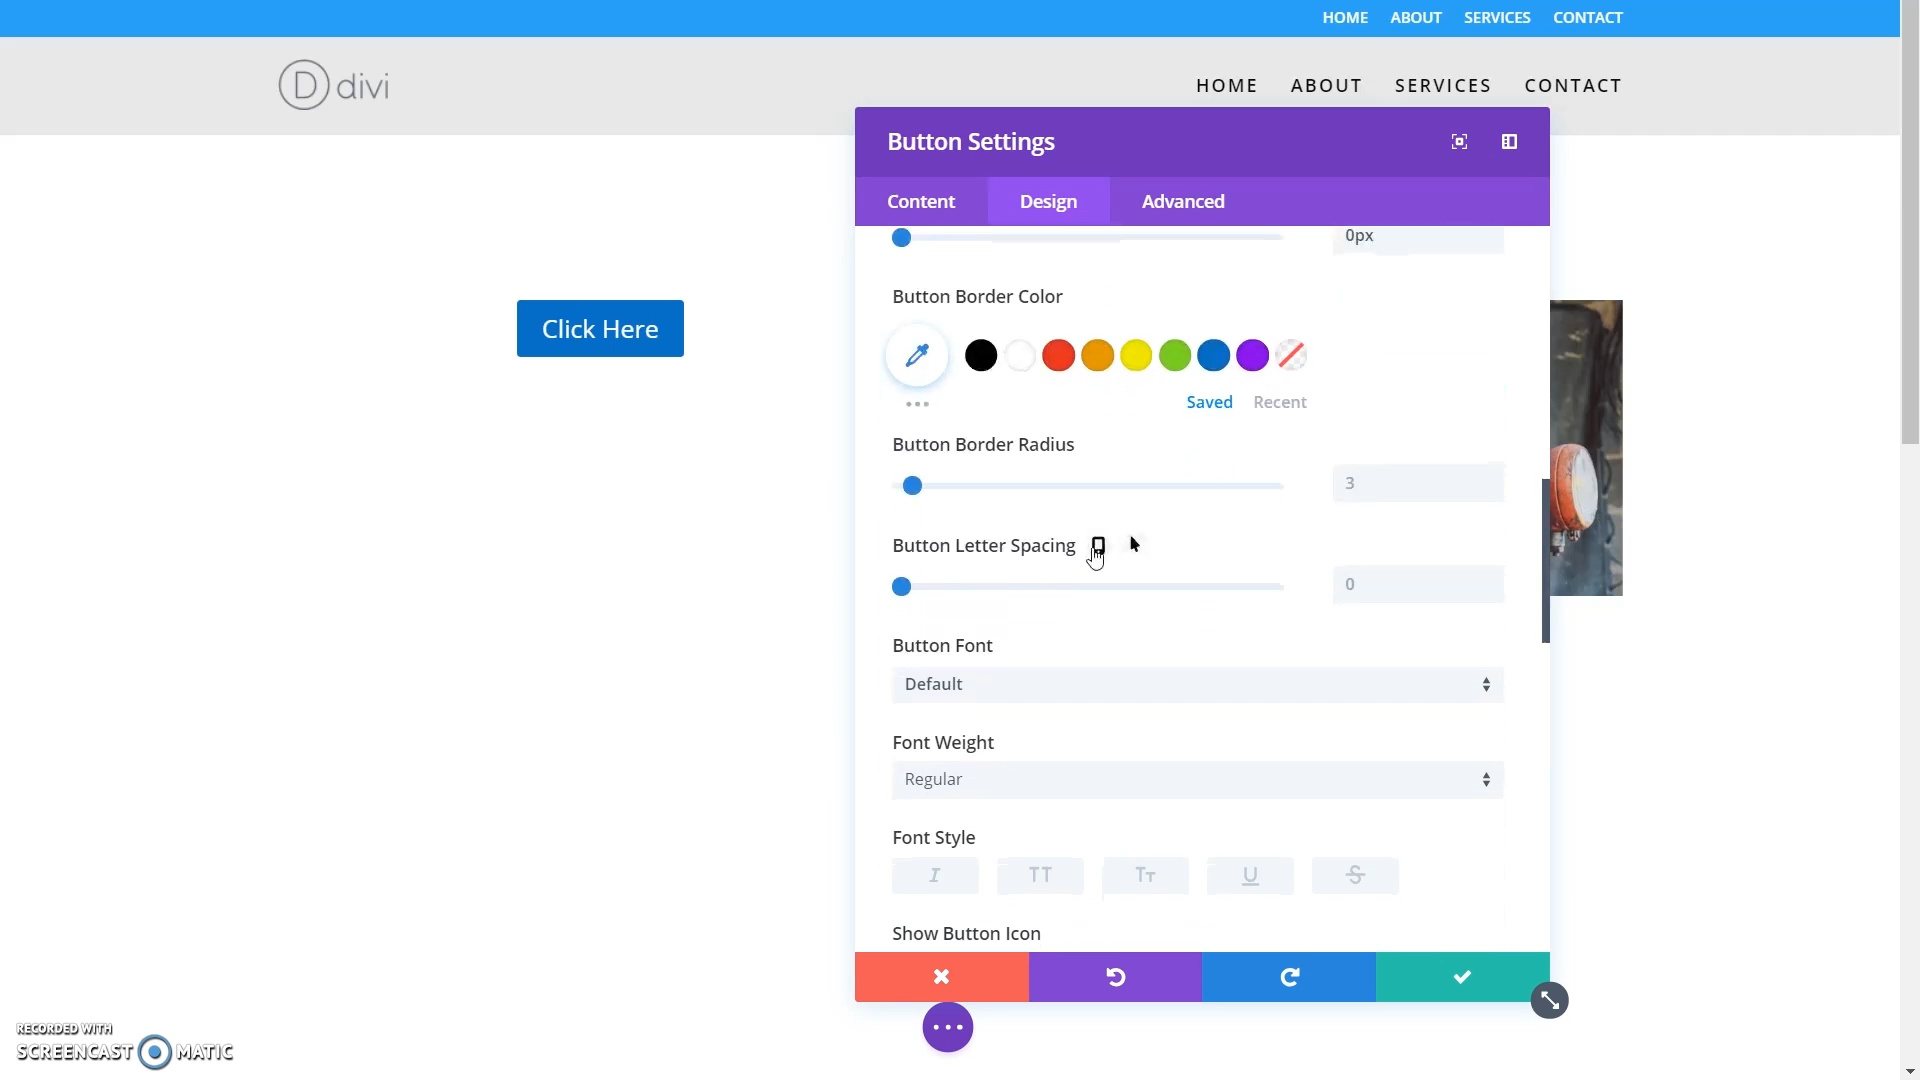 HOME ABOUT SERVICES CONTACT
D divi
HOME ABOUT SERVICES CONTACT
Button Settings
Content Design Advanced
0px
Button Border Color
Click Here
Saved Recent
Button Border Radius
3
Button Letter Spacing
0
Button Font
Default
Font Weight
Regular
Font Style
I TT Tt U S
Show Button Icon
RECORDED WITH
SCREENCAST MATIC